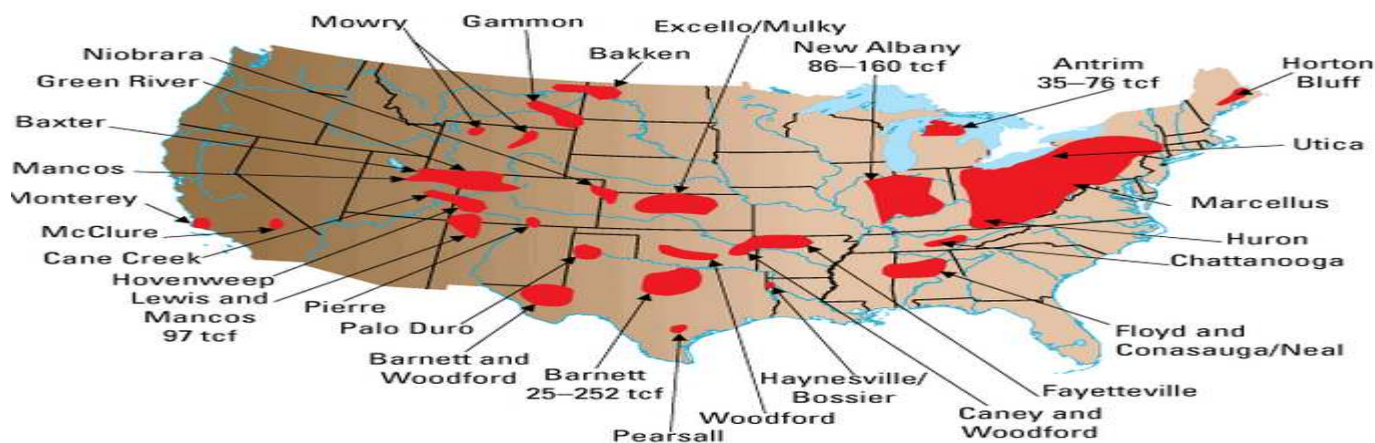 Mowry
Gammon
Excello/Mulky
Niobrara
Bakken
New Albany
86–160 tcf
Antrim
35–76 tcf
Horton
Bluff
Green River
Baxter
Utica
Mancos
Monterey
Marcellus
McClure
Huron
Cane Creek
Chattanooga
Hovenweep
Lewis and
Mancos
97 tcf
Pierre
Palo Duro
Floyd and
Conasauga/Neal
Barnett and
Woodford
Barnett
25–252 tcf
Haynesville/
Bossier
Fayetteville
Woodford
Caney and
Woodford
Pearsall